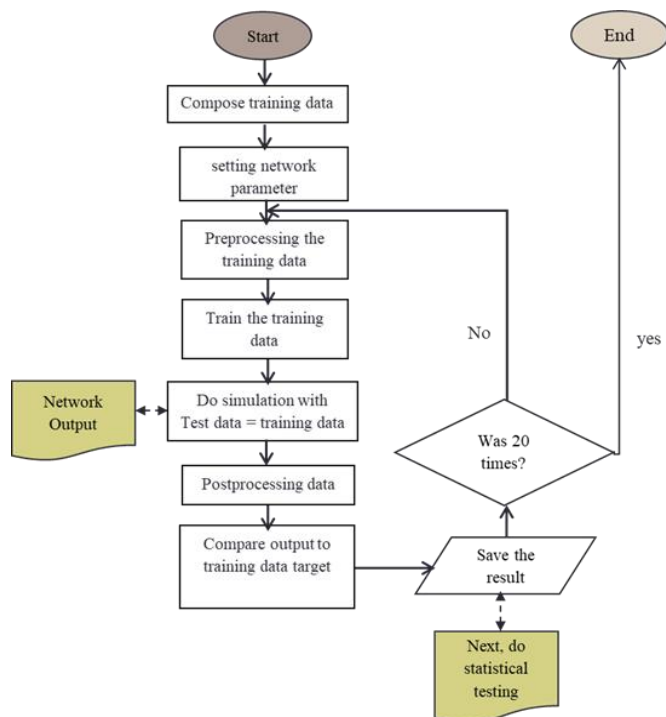 Start
End
Compose training data
setting network
parameter
Preprocessing the
training data
Train the training
data
No
yes
Network
Output
Do simulation with
Test data = training data
Was 20
times?
Postprocessing data
Compare output to
training data target
Save the
result
Next, do
statistical
testing